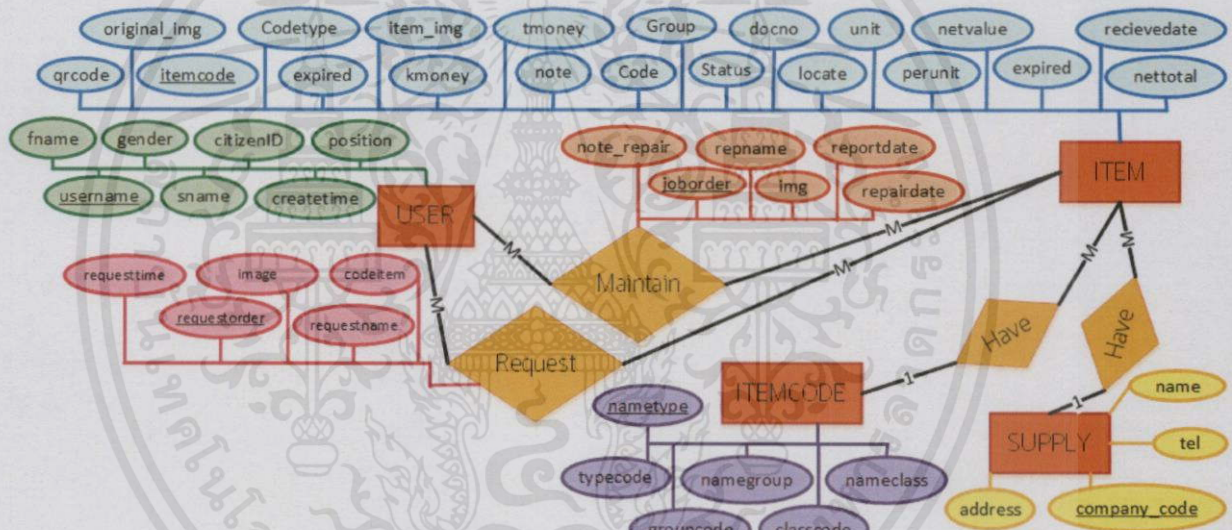 original_img Codetype item_img tmoney Group docno unit netvalue recievedate
qrcode itemcode expired kmoney note Code Status locate perunit expired nettotal
fname gender citizenID position
username sname createtime
note_repair repname reportdate
joborder img repairdate
ITEM
USER
M
M
Maintain
M
M
requesttime image codeitem
requestorder requestname
Request
M
M
Have
Have
1
1
ITEMCODE
nametype
typecode namegroup nameclass
groupcode classcode
SUPPLY
name
tel
address company_code